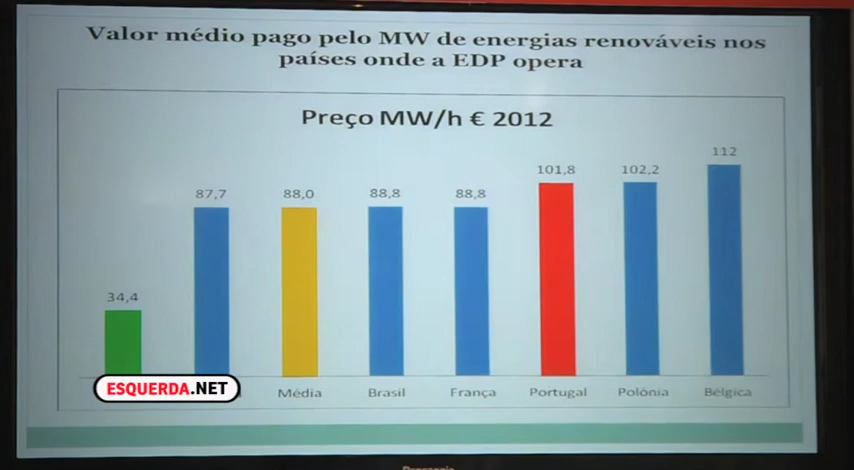 Valor médio pago pelo MW de energias renováveis nos
países onde a EDP opera
Preço MW/h € 2012
34,4
87,7
88,0
88,8
88,8
101,8
102,2
112
ESQUERDA.NET
Média
Brasil
França
Portugal
Polónia
Bélgica